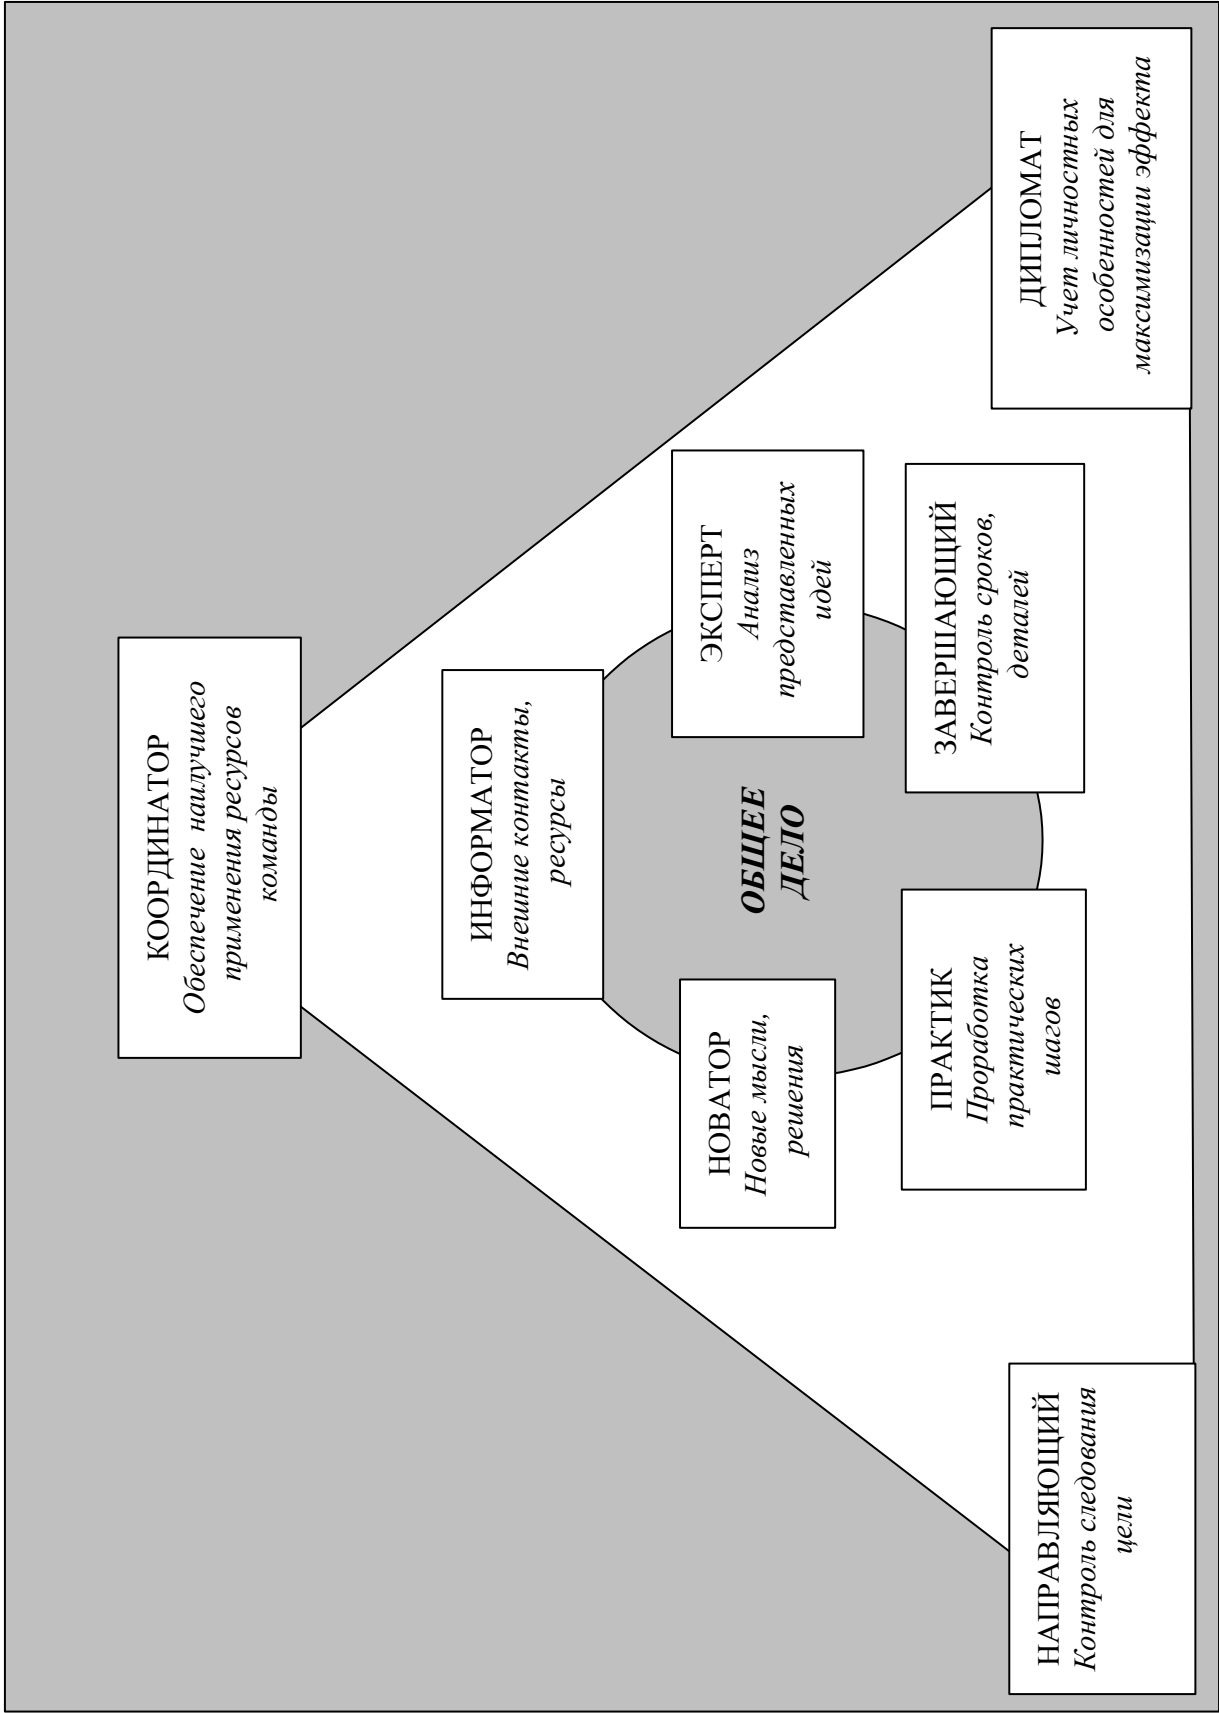 КООРДИНАТОР
Обеспечение наилучшего
применения ресурсов
команды
ИНФОРМАТОР
Внешние контакты,
ресурсы
НОВАТОР
Новые мысли,
решения
ОБЩЕЕ
ДЕЛО
ЭКСПЕРТ
Анализ
представленных
идей
ПРАКТИК
Проработка
практических
шагов
ЗАВЕРШАЮЩИЙ
Контроль сроков,
деталей
НАПРАВЛЯЮЩИЙ
Контроль следования
цели
ДИПЛОМАТ
Учет личностных
особенностей для
максимизации эффекта